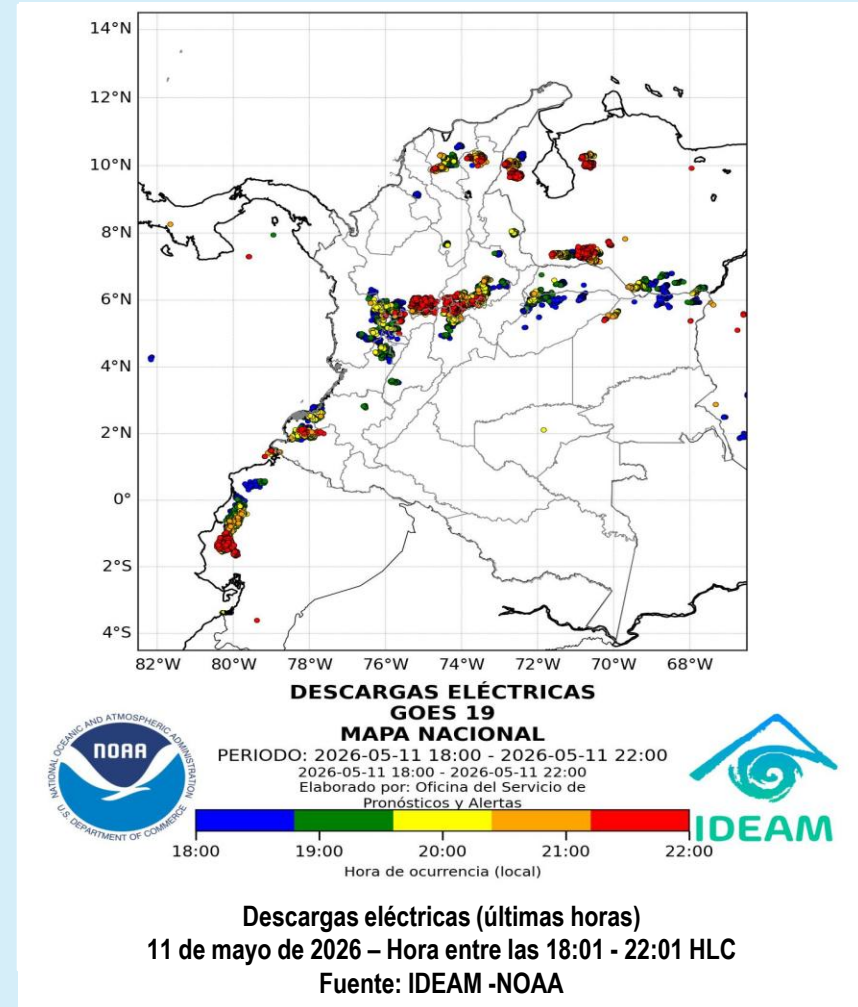 14°N
12°N
10°N
8°N
6°N
4°N
2°N
0°
2°S
4°S
82°W 80°W 78°W 76°W 74°W 72°W 70°W 68°W
DESCARGAS ELÉCTRICAS
GOES 19
MAPA NACIONAL
PERIODO: 2026-05-11 18:00 - 2026-05-11 22:00
2026-05-11 18:00 - 2026-05-11 22:00
Elaborado por: Oficina del Servicio de
Pronósticos y Alertas
NATIONAL OCEANIC AND ATMOSPHERIC ADMINISTRATION
NOAA
U.S. DEPARTMENT OF COMMERCE
IDEAM
18:00 19:00 20:00 21:00 22:00
Hora de ocurrencia (local)
Descargas eléctricas (últimas horas)
11 de mayo de 2026 – Hora entre las 18:01 - 22:01 HLC
Fuente: IDEAM -NOAA